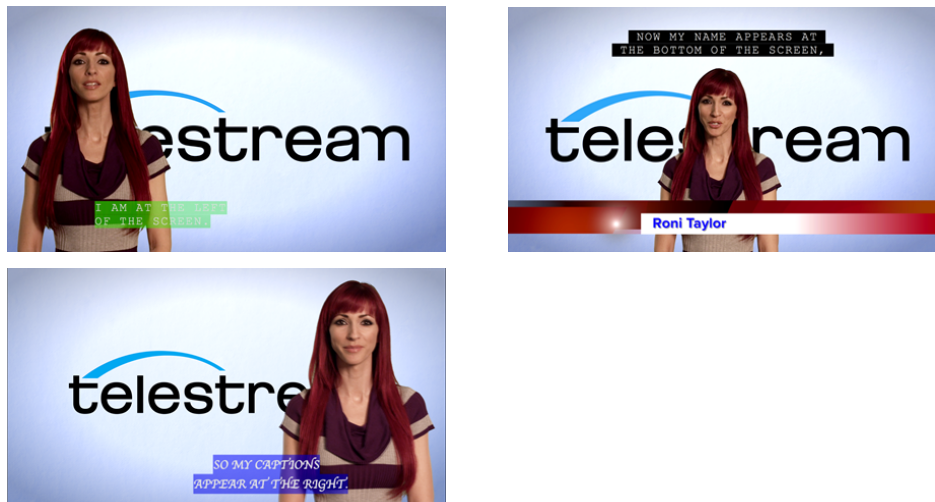 telestream
I AM AT THE LEFT
OF THE SCREEN.
NOW MY NAME APPEARS AT
THE BOTTOM OF THE SCREEN,
telestream
Roni Taylor
telestre
SO MY CAPTIONS
APPEAR AT THE RIGHT.